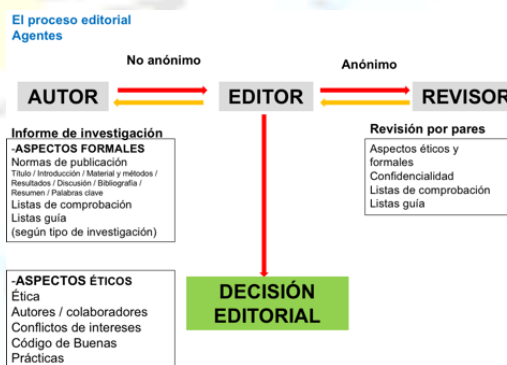 El proceso editorial
Agentes
No anónimo
Anónimo
AUTOR
EDITOR
REVISOR
Informe de investigación
-ASPECTOS FORMALES
Normas de publicación
Título / Introducción / Material y métodos /
Resultados / Discusión / Bibliografía /
Resumen / Palabras clave
Listas de comprobación
Listas guía
(según tipo de investigación)
Revisión por pares
Aspectos éticos y
formales
Confidencialidad
Listas de comprobación
Listas guía
-ASPECTOS ÉTICOS
Ética
Autores / colaboradores
Conflictos de intereses
Código de Buenas
Prácticas
DECISIÓN
EDITORIAL